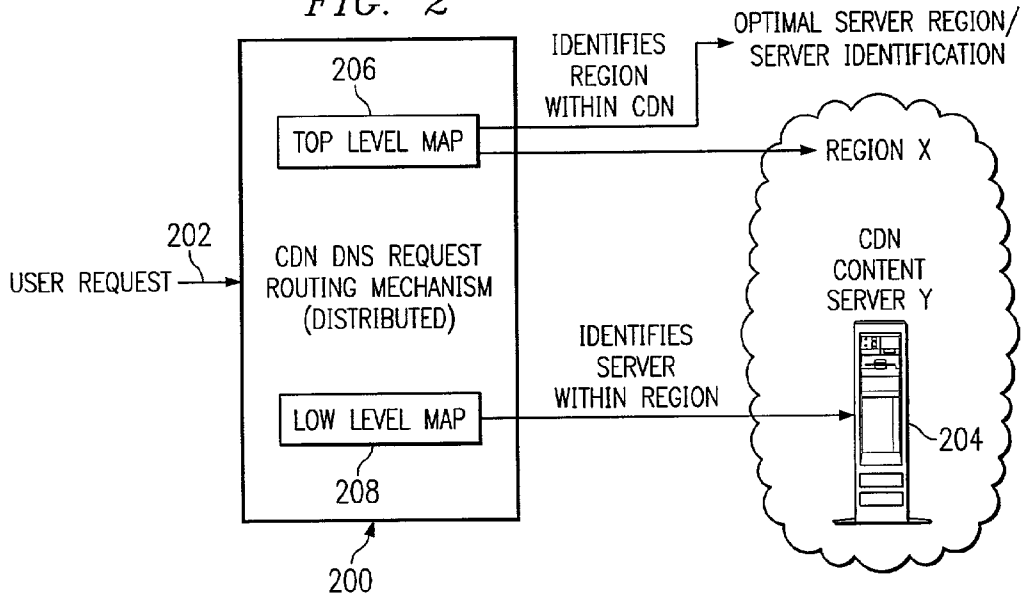 FIG. 2
OPTIMAL SERVER REGION/
SERVER IDENTIFICATION
IDENTIFIES
REGION
WITHIN CDN
206
TOP LEVEL MAP
REGION X
202
USER REQUEST
CDN DNS REQUEST
ROUTING MECHANISM
(DISTRIBUTED)
CDN
CONTENT
SERVER Y
IDENTIFIES
SERVER
WITHIN REGION
LOW LEVEL MAP
204
208
200